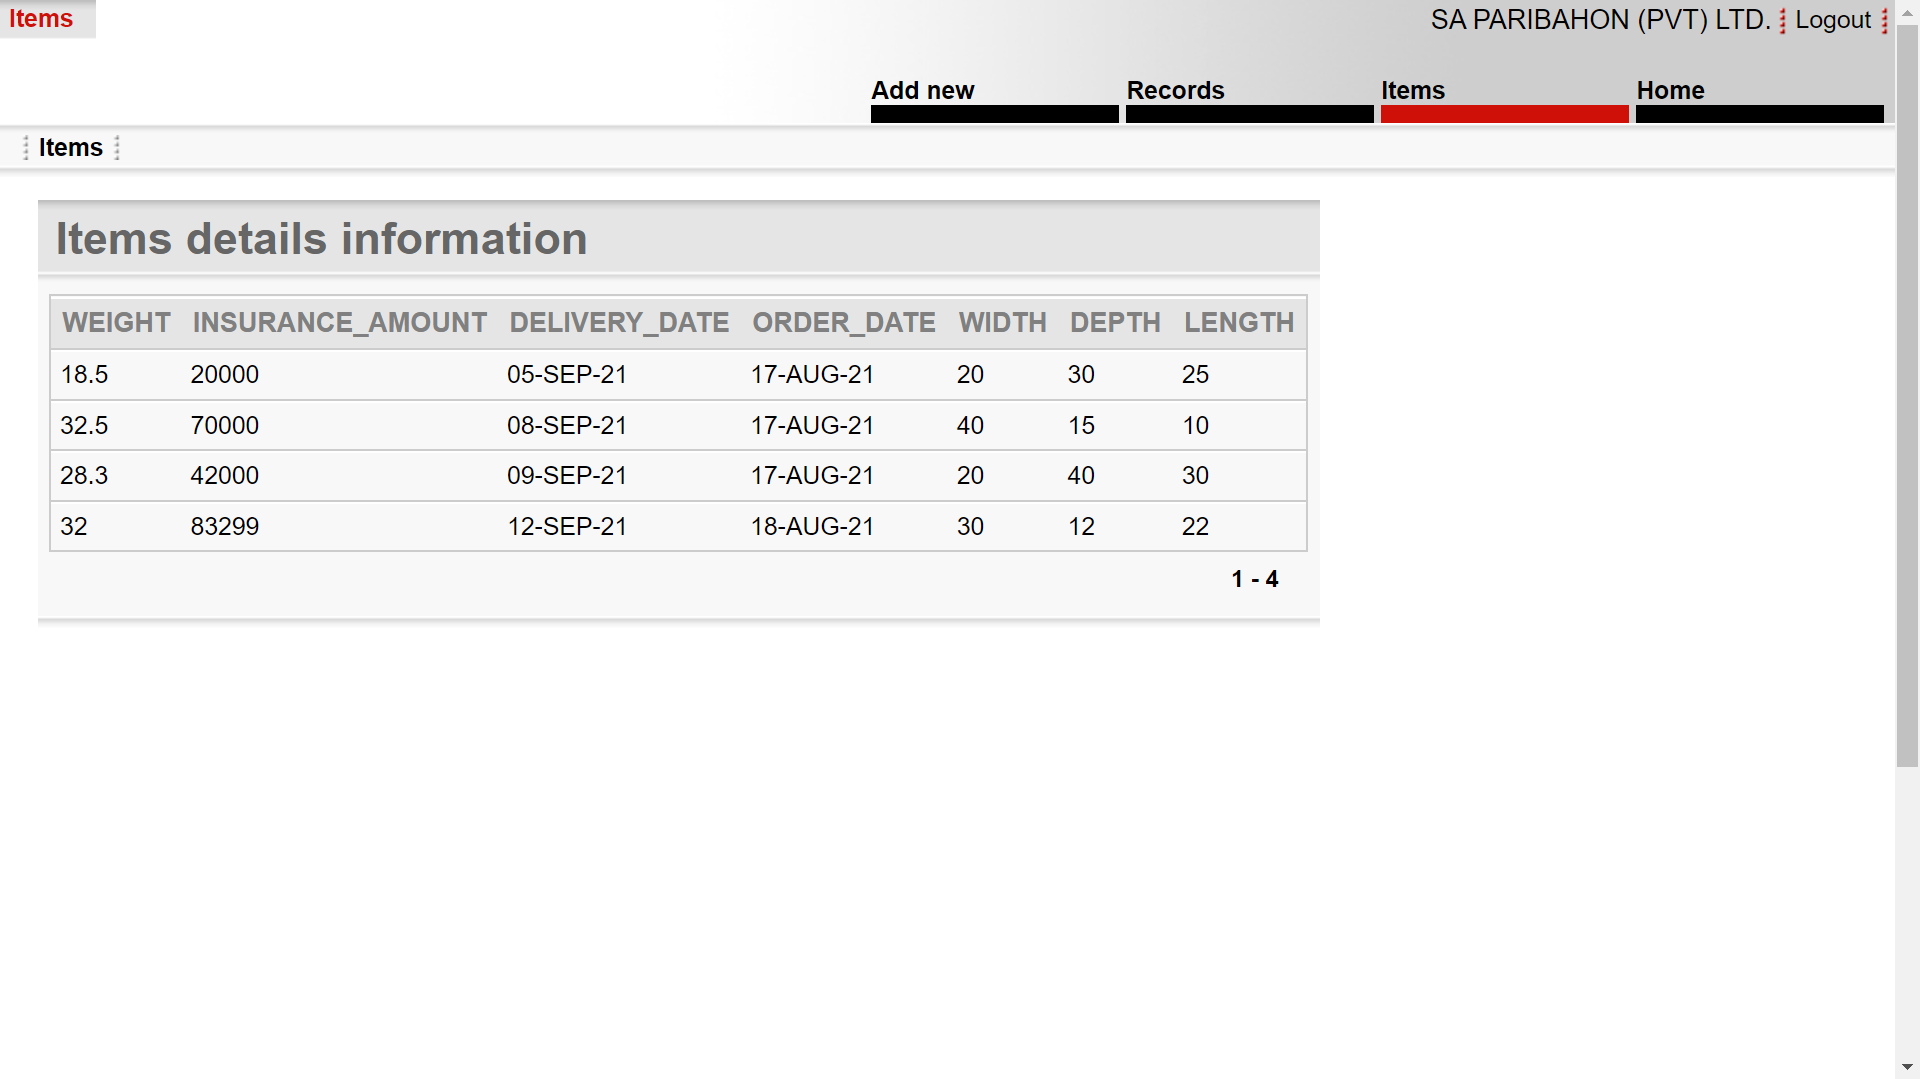 Items
SA PARIBAHON (PVT) LTD. Logout
Add new Records Items Home
Items
Items details information
WEIGHT INSURANCE_AMOUNT DELIVERY_DATE ORDER_DATE WIDTH DEPTH LENGTH
18.5 20000 05-SEP-21 17-AUG-21 20 30 25
32.5 70000 08-SEP-21 17-AUG-21 40 15 10
28.3 42000 09-SEP-21 17-AUG-21 20 40 30
32 83299 12-SEP-21 18-AUG-21 30 12 22
1 - 4